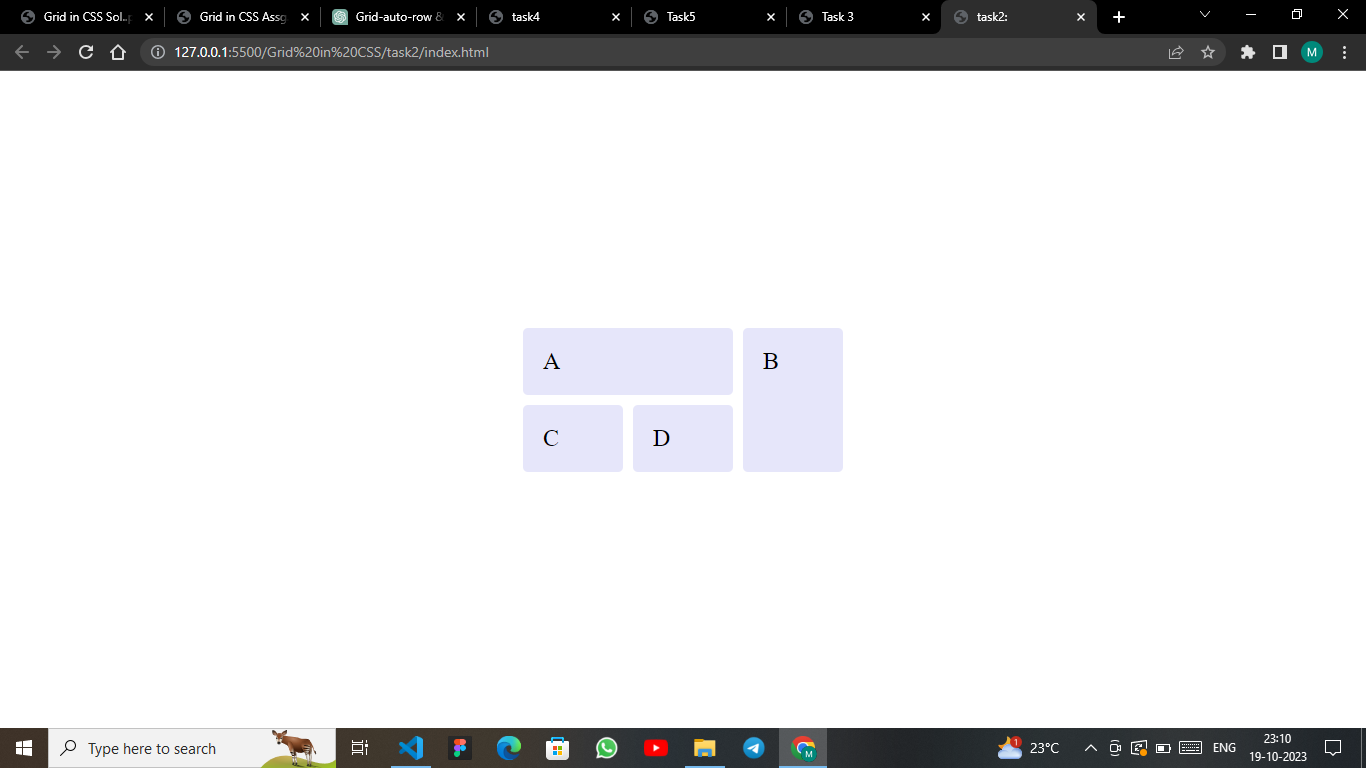 Grid in CSS Sol..p
Grid in CSS Assg
Grid-auto-row &
task4
Task5
Task 3
task2:
127.0.0.1:5500/Grid%20in%20CSS/task2/index.html
M
A
B
C
D
Type here to search
M
1
23°C
ENG
23:10
19-10-2023